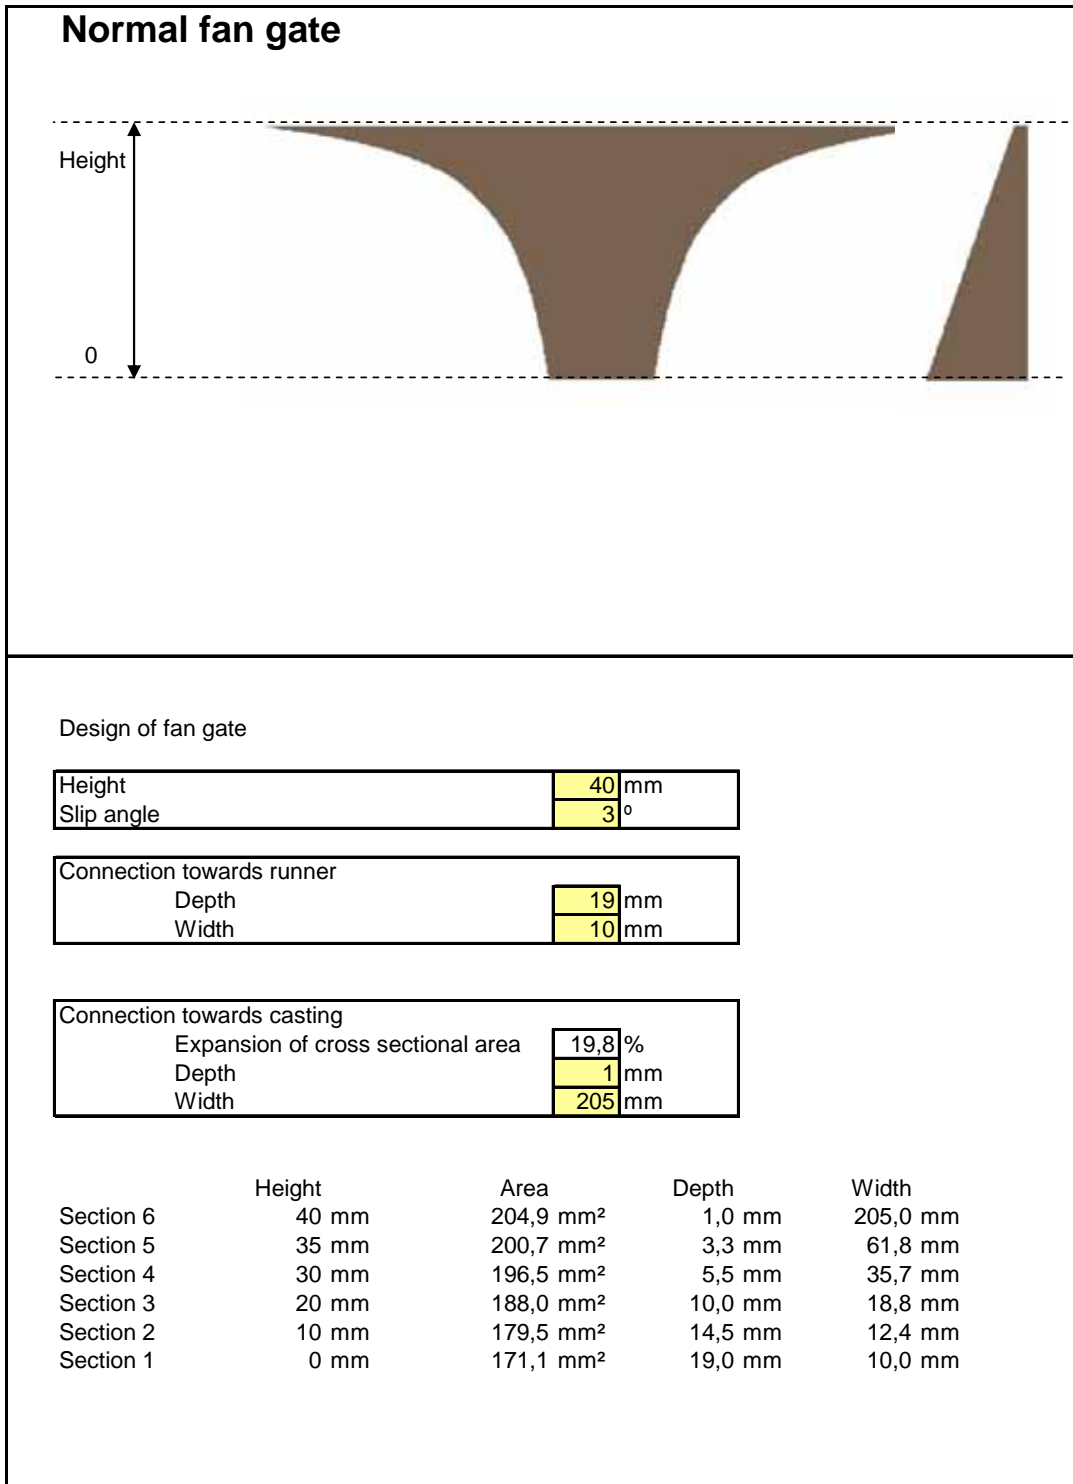 Normal fan gate
Height
0
Design of fan gate
Height 40 mm
Slip angle 3 º
Connection towards runner
Depth 19 mm
Width 10 mm
Connection towards casting
Expansion of cross sectional area 19,8 %
Depth 1 mm
Width 205 mm
Height Area Depth Width
Section 6 40 mm 204,9 mm² 1,0 mm 205,0 mm
Section 5 35 mm 200,7 mm² 3,3 mm 61,8 mm
Section 4 30 mm 196,5 mm² 5,5 mm 35,7 mm
Section 3 20 mm 188,0 mm² 10,0 mm 18,8 mm
Section 2 10 mm 179,5 mm² 14,5 mm 12,4 mm
Section 1 0 mm 171,1 mm² 19,0 mm 10,0 mm